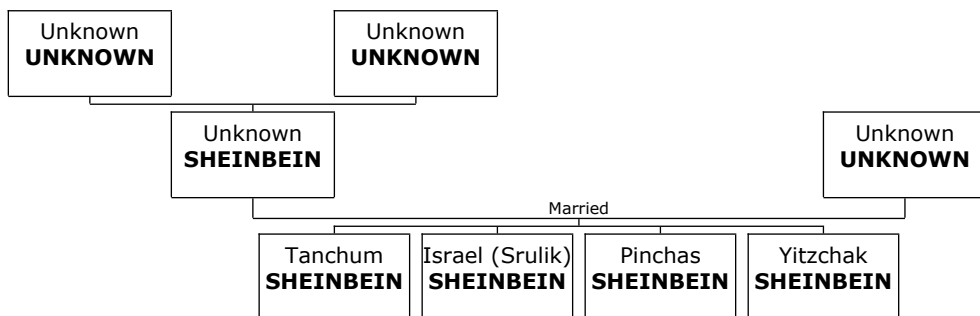 Unknown
UNKNOWN
Unknown
UNKNOWN
Unknown
SHEINBEIN
Unknown
UNKNOWN
Married
Tanchum
SHEINBEIN
Israel (Srulik)
SHEINBEIN
Pinchas
SHEINBEIN
Yitzchak
SHEINBEIN